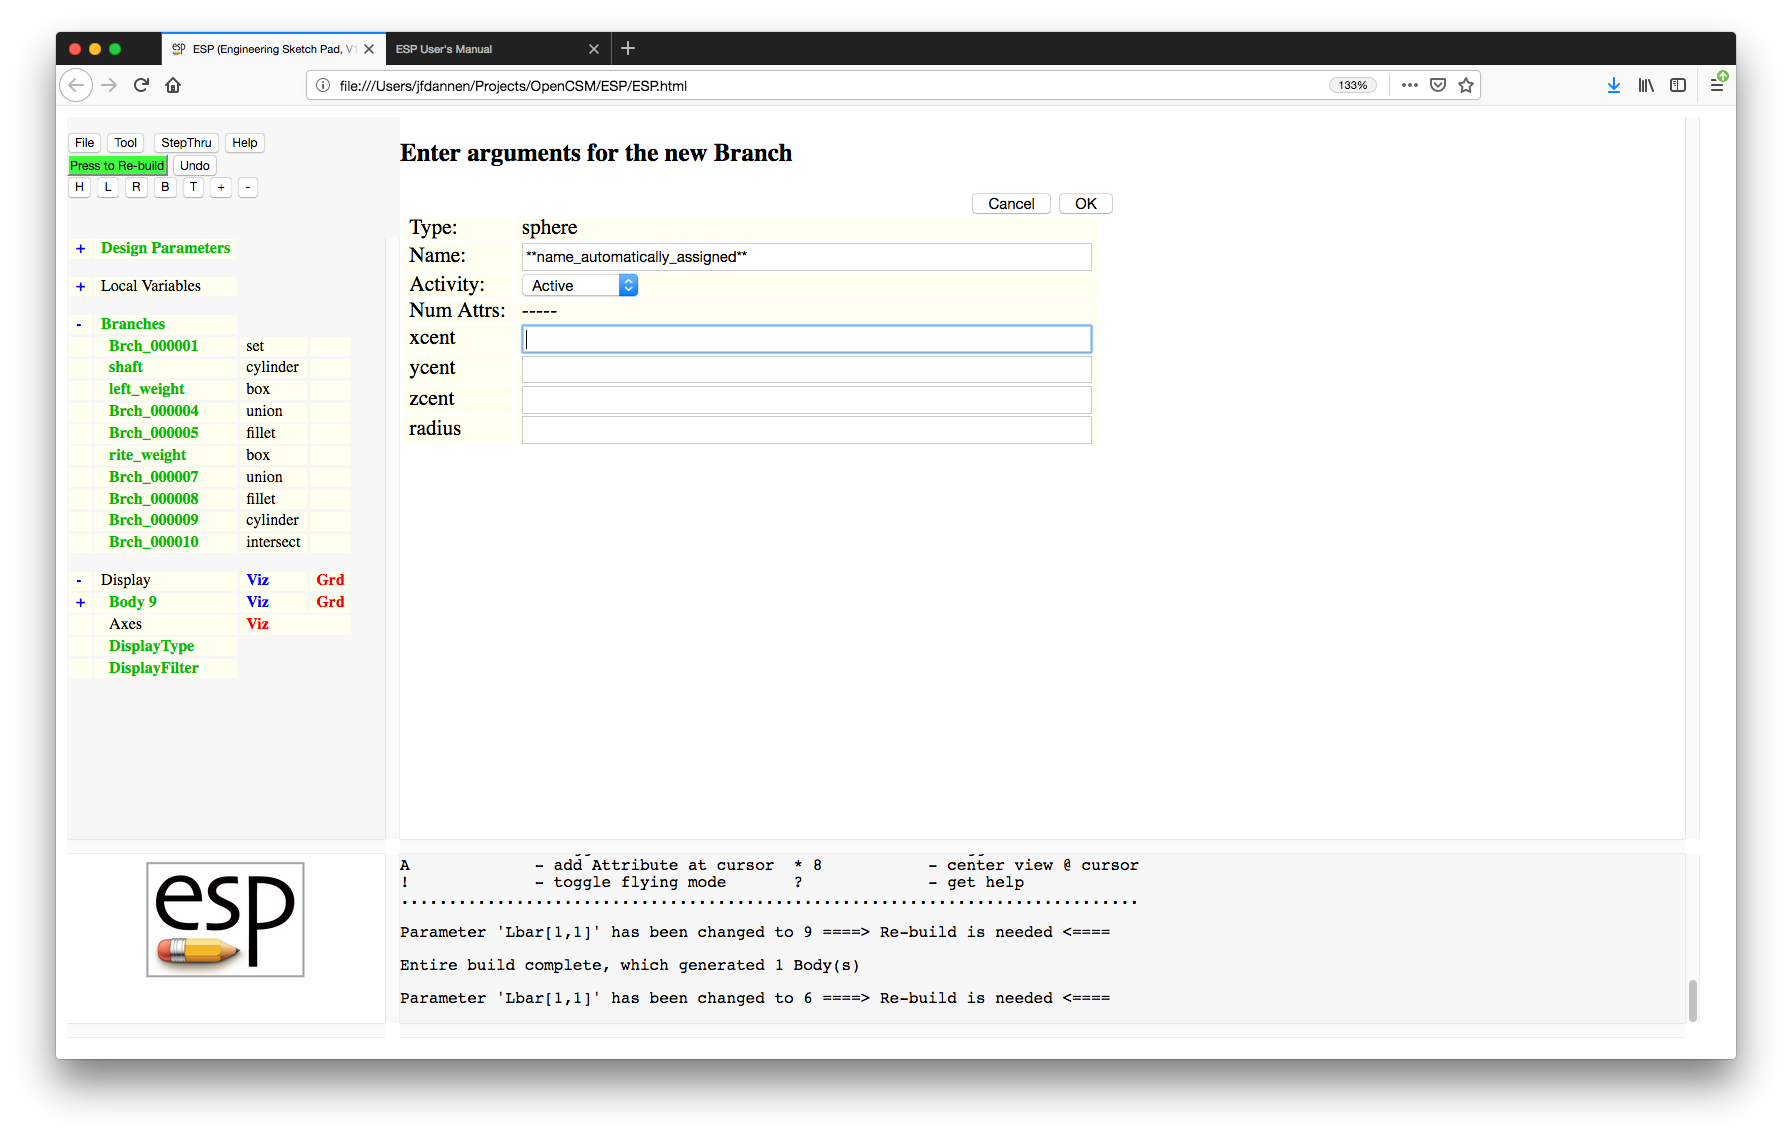 esp ESP (Engineering Sketch Pad, V1
ESP User's Manual
file:///Users/jfdannen/Projects/OpenCSM/ESP/ESP.html
133%
File Tool StepThru Help
Press to Re-build Undo
H L R B T + -
+ Design Parameters
+ Local Variables
- Branches
Brch_000001 set
shaft cylinder
left_weight box
Brch_000004 union
Brch_000005 fillet
rite_weight box
Brch_000007 union
Brch_000008 fillet
Brch_000009 cylinder
Brch_000010 intersect
- Display Viz Grd
+ Body 9 Viz Grd
Axes Viz
DisplayType
DisplayFilter
Enter arguments for the new Branch
Cancel OK
Type: sphere
Name: **name_automatically_assigned**
Activity: Active
Num Attrs: -----
xcent
ycent
zcent
radius
esp
A - add Attribute at cursor * 8 - center view @ cursor
! - toggle flying mode ? - get help
.............................................................................
Parameter 'Lbar[1,1]' has been changed to 9 ====> Re-build is needed <====
Entire build complete, which generated 1 Body(s)
Parameter 'Lbar[1,1]' has been changed to 6 ====> Re-build is needed <====